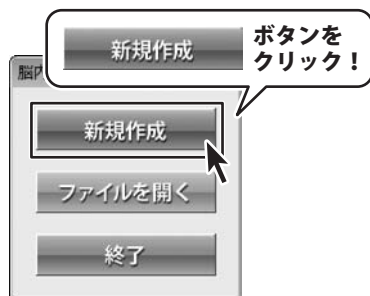 新規作成
ボタンを
クリック！
脳内
新規作成
ファイルを開く
終了